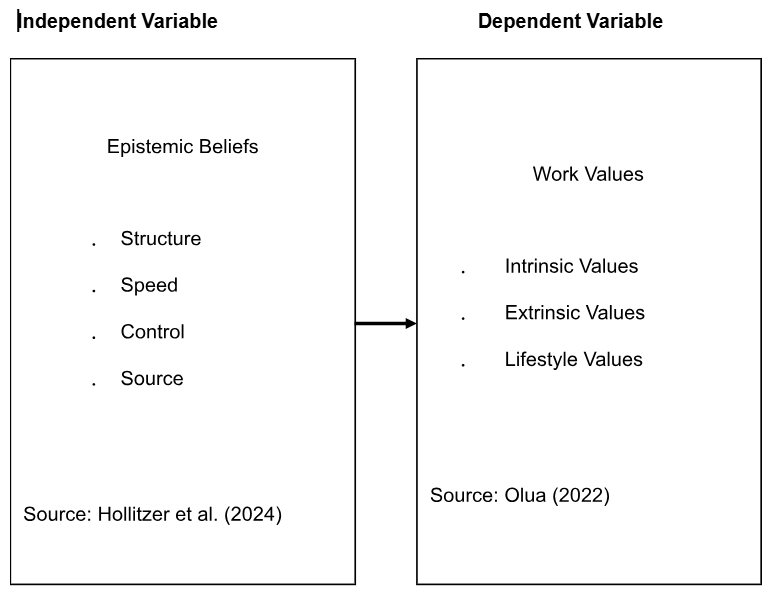 Independent Variable
Dependent Variable
Epistemic Beliefs
. Structure
. Speed
. Control
. Source
Source: Hollitzer et al. (2024)
Work Values
. Intrinsic Values
. Extrinsic Values
. Lifestyle Values
Source: Olua (2022)